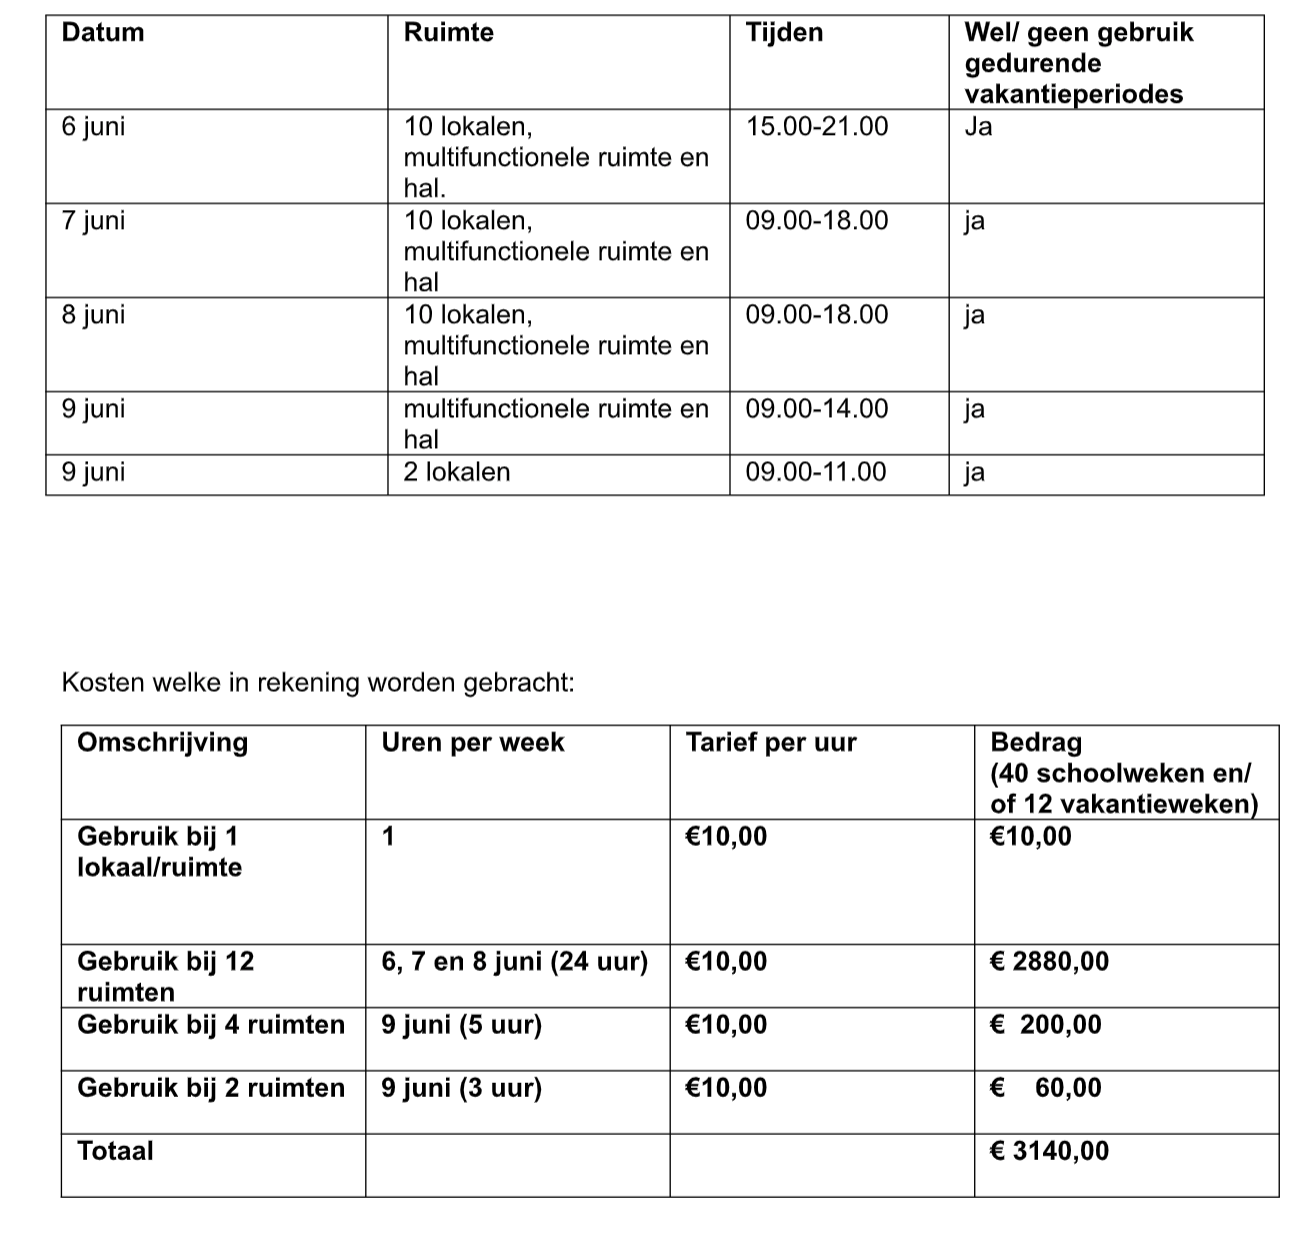 Datum
Ruimte
Tijden
Wel/ geen gebruik
gedurende
vakantieperiodes
6 juni
10 lokalen,
multifunctionele ruimte en
hal.
15.00-21.00
Ja
7 juni
10 lokalen,
multifunctionele ruimte en
hal
09.00-18.00
ja
8 juni
10 lokalen,
multifunctionele ruimte en
hal
09.00-18.00
ja
9 juni
multifunctionele ruimte en
hal
09.00-14.00
ja
9 juni
2 lokalen
09.00-11.00
ja
Kosten welke in rekening worden gebracht:
Omschrijving
Uren per week
Tarief per uur
Bedrag
(40 schoolweken en/
of 12 vakantieweken)
Gebruik bij 1
lokaal/ruimte
1
€10,00
€10,00
Gebruik bij 12
ruimten
6, 7 en 8 juni (24 uur)
€10,00
€ 2880,00
Gebruik bij 4 ruimten
9 juni (5 uur)
€10,00
€ 200,00
Gebruik bij 2 ruimten
9 juni (3 uur)
€10,00
€ 60,00
Totaal
€ 3140,00